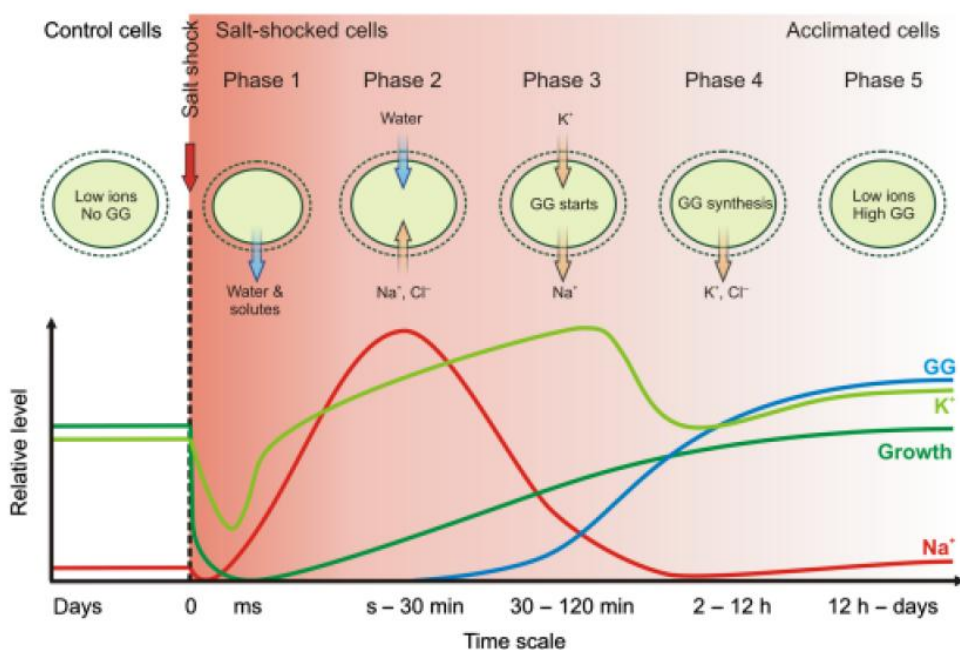 Control cells
Salt-shocked cells
Acclimated cells
Salt shock
Phase 1
Phase 2
Phase 3
Phase 4
Phase 5
Water
K⁺
Low ions
No GG
GG starts
GG synthesis
Low ions
High GG
Water &
solutes
Na⁺, Cl⁻
Na⁺
K⁺, Cl⁻
Relative level
GG
K⁺
Growth
Na⁺
Days
0
ms
s – 30 min
30 – 120 min
2 – 12 h
12 h – days
Time scale